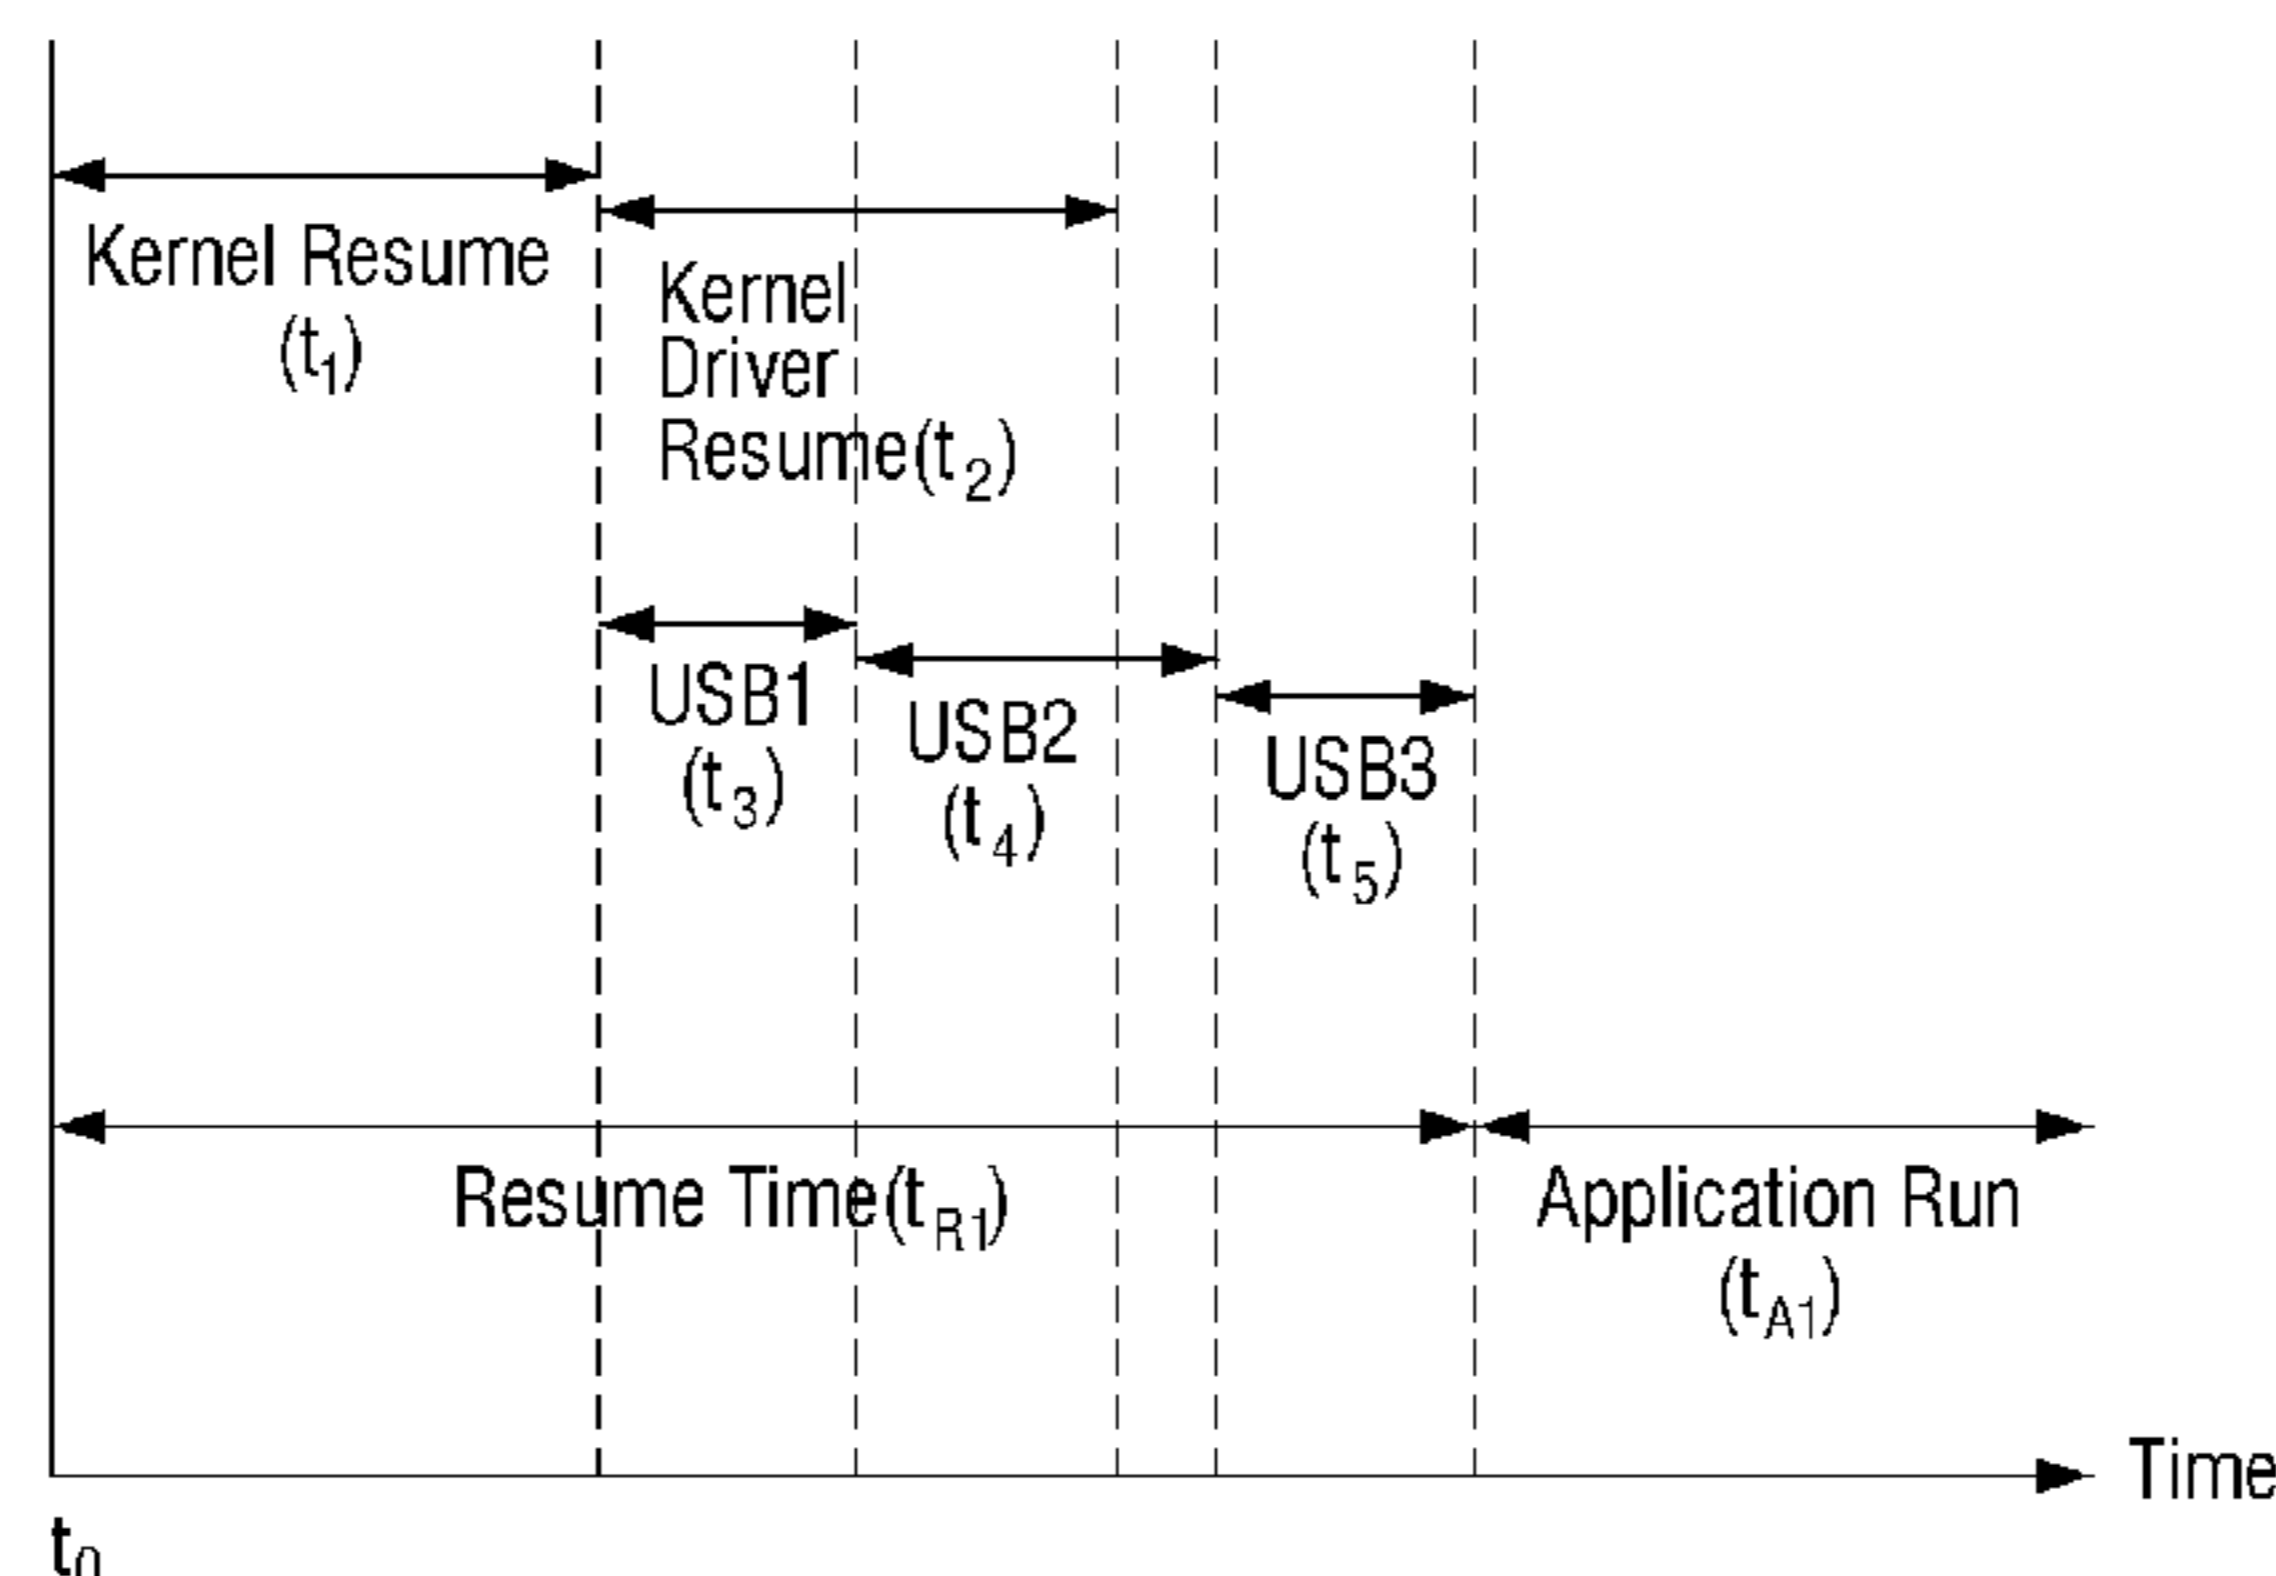 Kernel Resume
(t1)
Kernel
Driver
Resume(t2)
USB1
(t3)
USB2
(t4)
USB3
(t5)
Resume Time(tR1)
Application Run
(tA1)
Time
t0